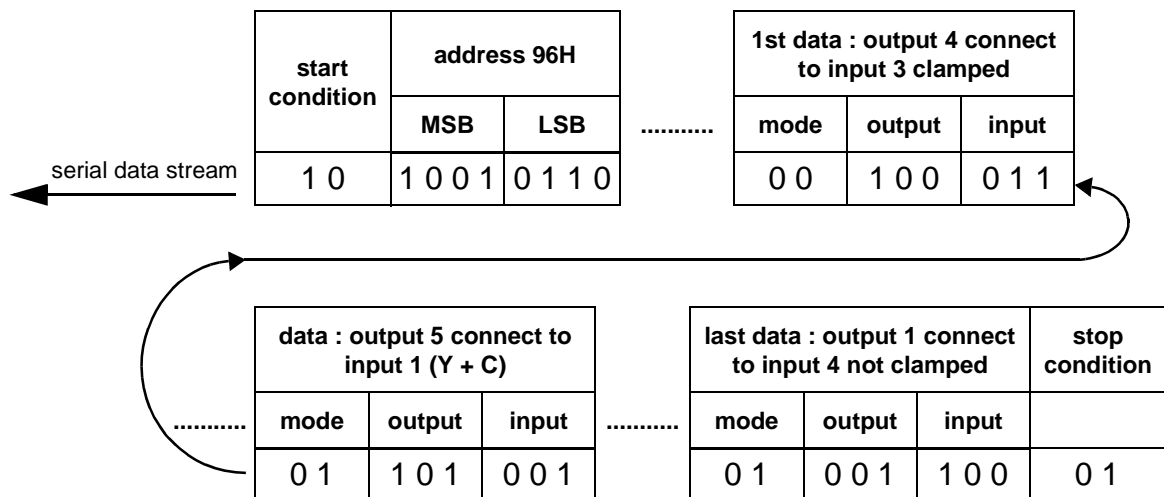 start condition
address 96H
1st data : output 4 connect
to input 3 clamped
MSB LSB ........... mode output input
serial data stream
1 0 1 0 0 1 0 1 1 0 0 0 1 0 0 0 1 1
data : output 5 connect to
input 1 (Y + C)
last data : output 1 connect
to input 4 not clamped
stop
condition
........... mode output input ........... mode output input
0 1 1 0 1 0 0 1 0 1 0 0 1 1 0 0 0 1